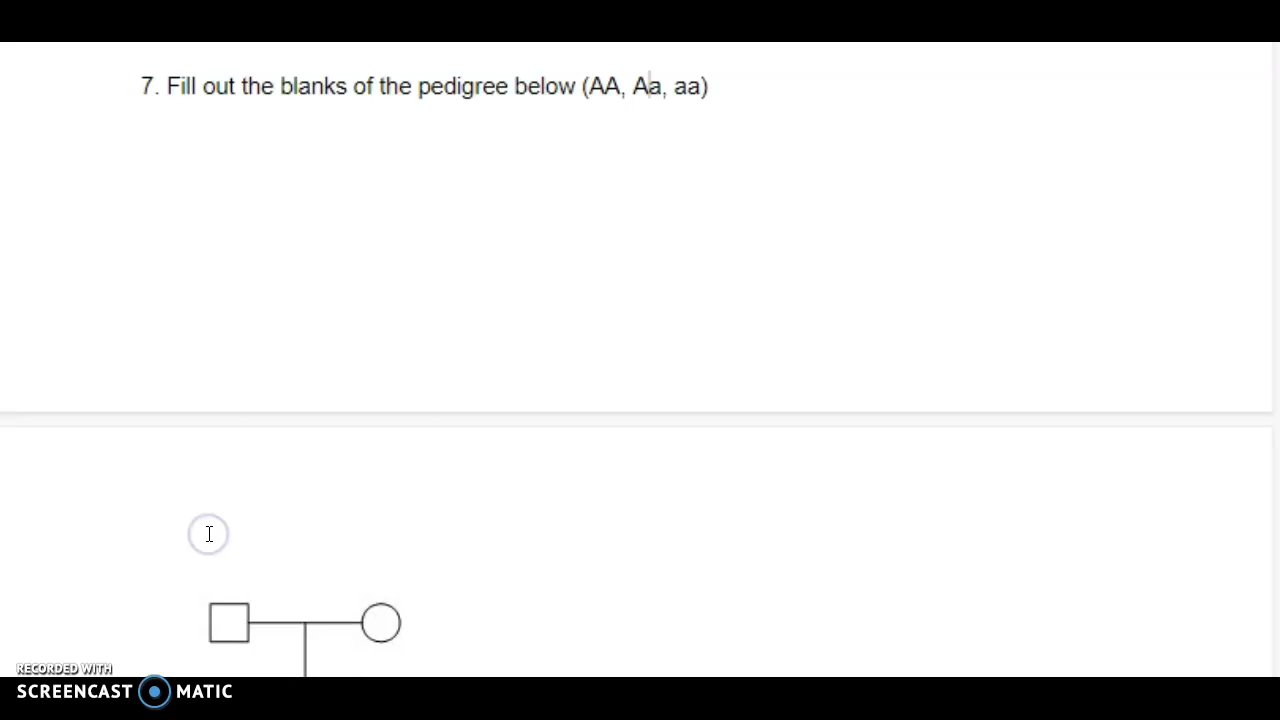 7. Fill out the blanks of the pedigree below (AA, Aa, aa)
RECORDED WITH
SCREENCAST MATIC